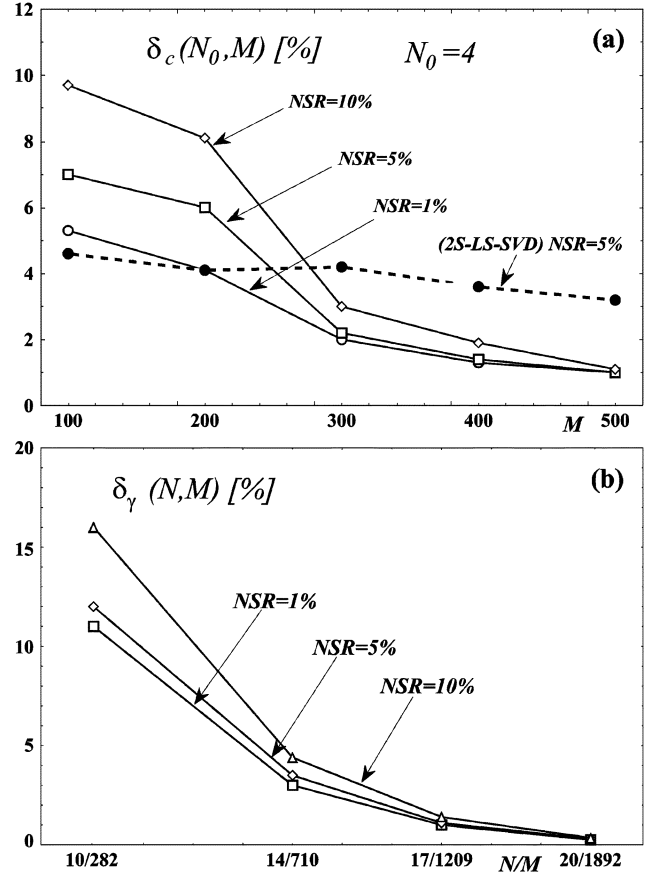 12
δc (N0,M) [%] N0=4 (a)
10
NSR=10%
8
NSR=5%
NSR=1%
6
(2S-LS-SVD) NSR=5%
4
2
0
100 200 300 400 500
M
20
δγ (N,M) [%] (b)
15
NSR=1%
10
NSR=5%
NSR=10%
5
0
10/282 14/710 17/1209 N/M 20/1892